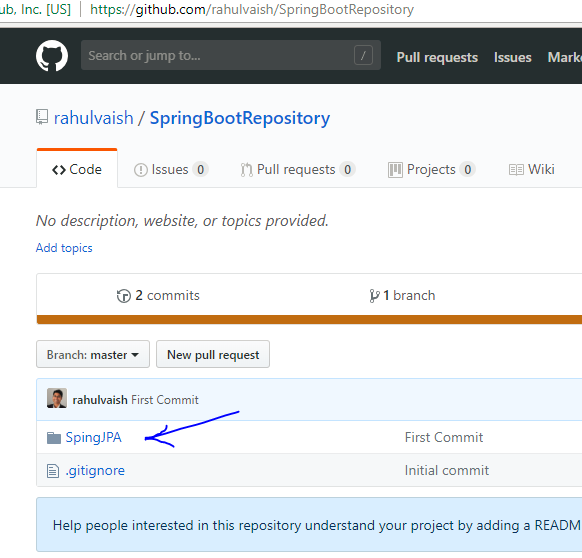 ub, Inc. [US] https://github.com/rahulvaish/SpringBootRepository
Search or jump to... / Pull requests Issues Mark
rahulvaish / SpringBootRepository
<> Code Issues 0 Pull requests 0 Projects 0 Wiki
No description, website, or topics provided.
Add topics
2 commits 1 branch
Branch: master New pull request
rahulvaish First Commit
SpingJPA First Commit
.gitignore Initial commit
Help people interested in this repository understand your project by adding a README